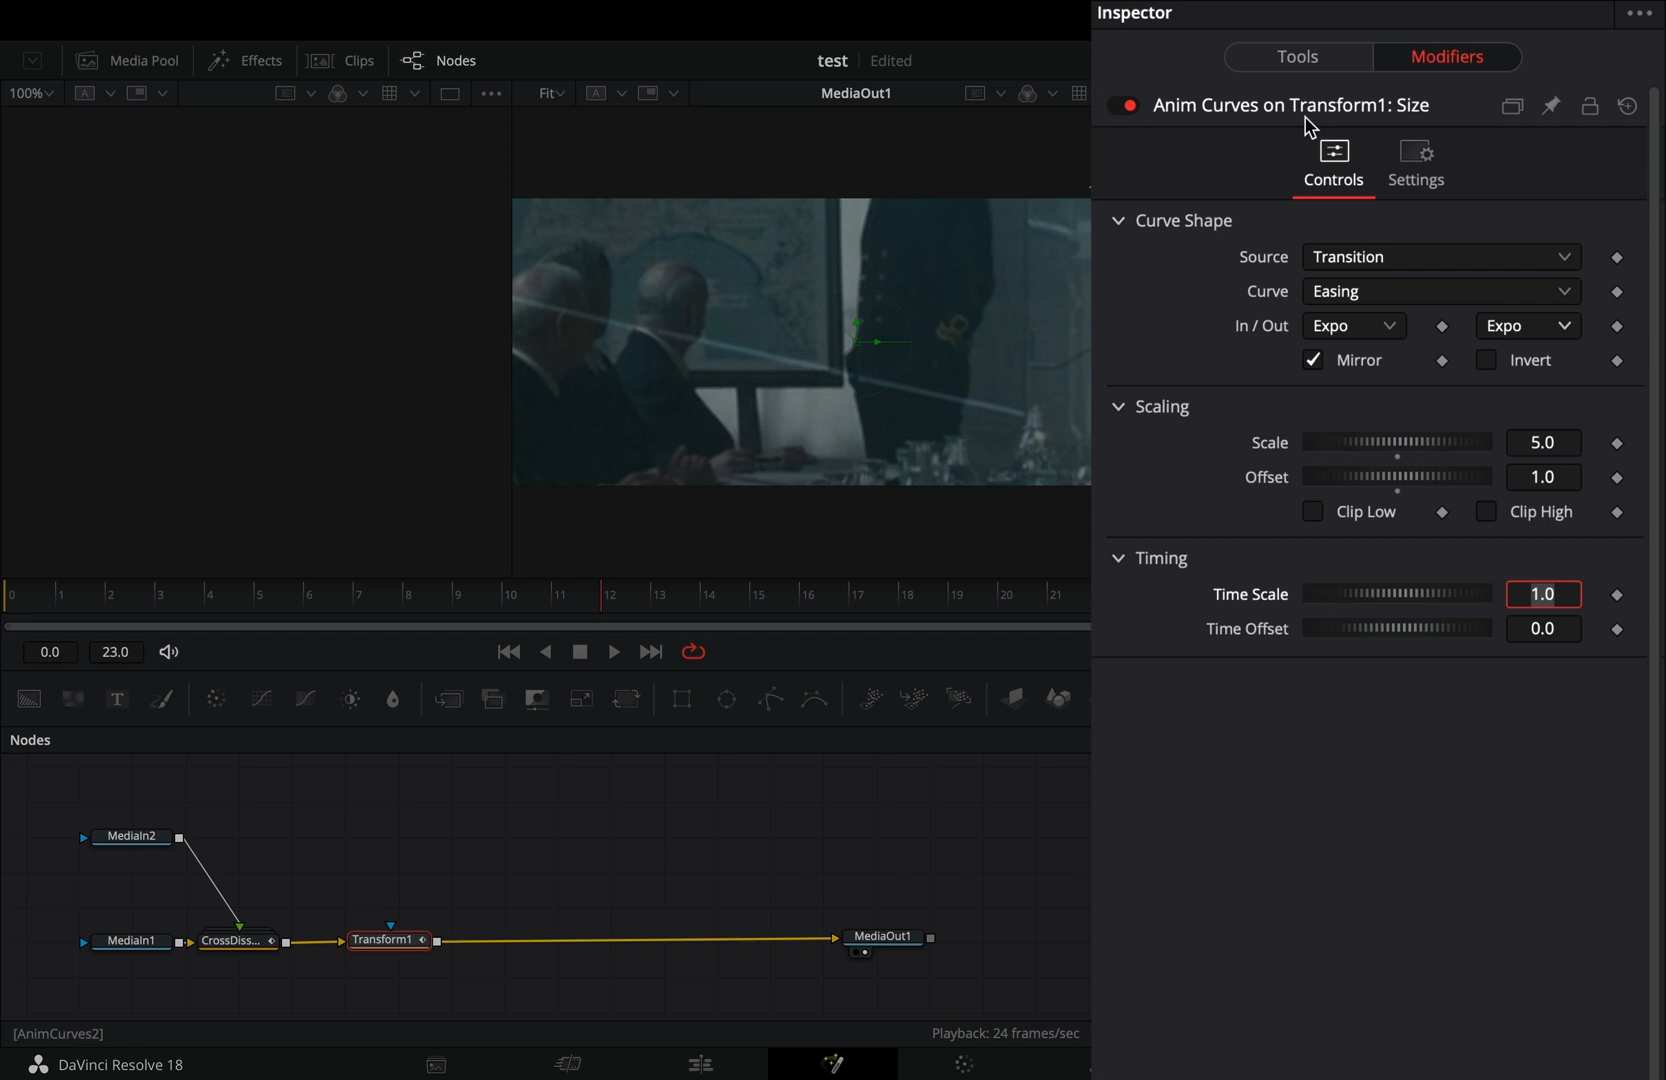 Inspector
Media Pool
Effects
Clips
Nodes
test
Edited
Tools
Modifiers
100%
Fit
MediaOut1
Anim Curves on Transform1: Size
Controls
Settings
Curve Shape
Source
Transition
Curve
Easing
In / Out
Expo
Expo
Mirror
Invert
Scaling
Scale
5.0
Offset
1.0
Clip Low
Clip High
Timing
Time Scale
1.0
Time Offset
0.0
0 1 2 3 4 5 6 7 8 9 10 11 12 13 14 15 16 17 18 19 20 21
0.0
23.0
Nodes
MediaIn2
MediaIn1
CrossDiss...
Transform1
MediaOut1
[AnimCurves2]
Playback: 24 frames/sec
DaVinci Resolve 18